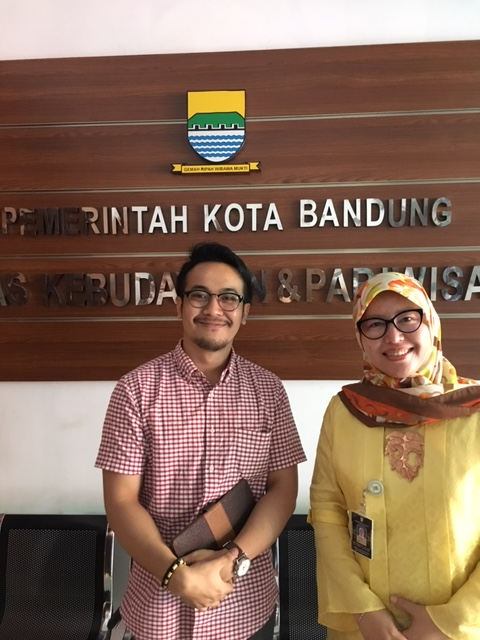 GEMAH RIPAH WIBAWA MUKTI
PEMERINTAH KOTA BANDUNG
AS KEBUDA N & PARIWISA